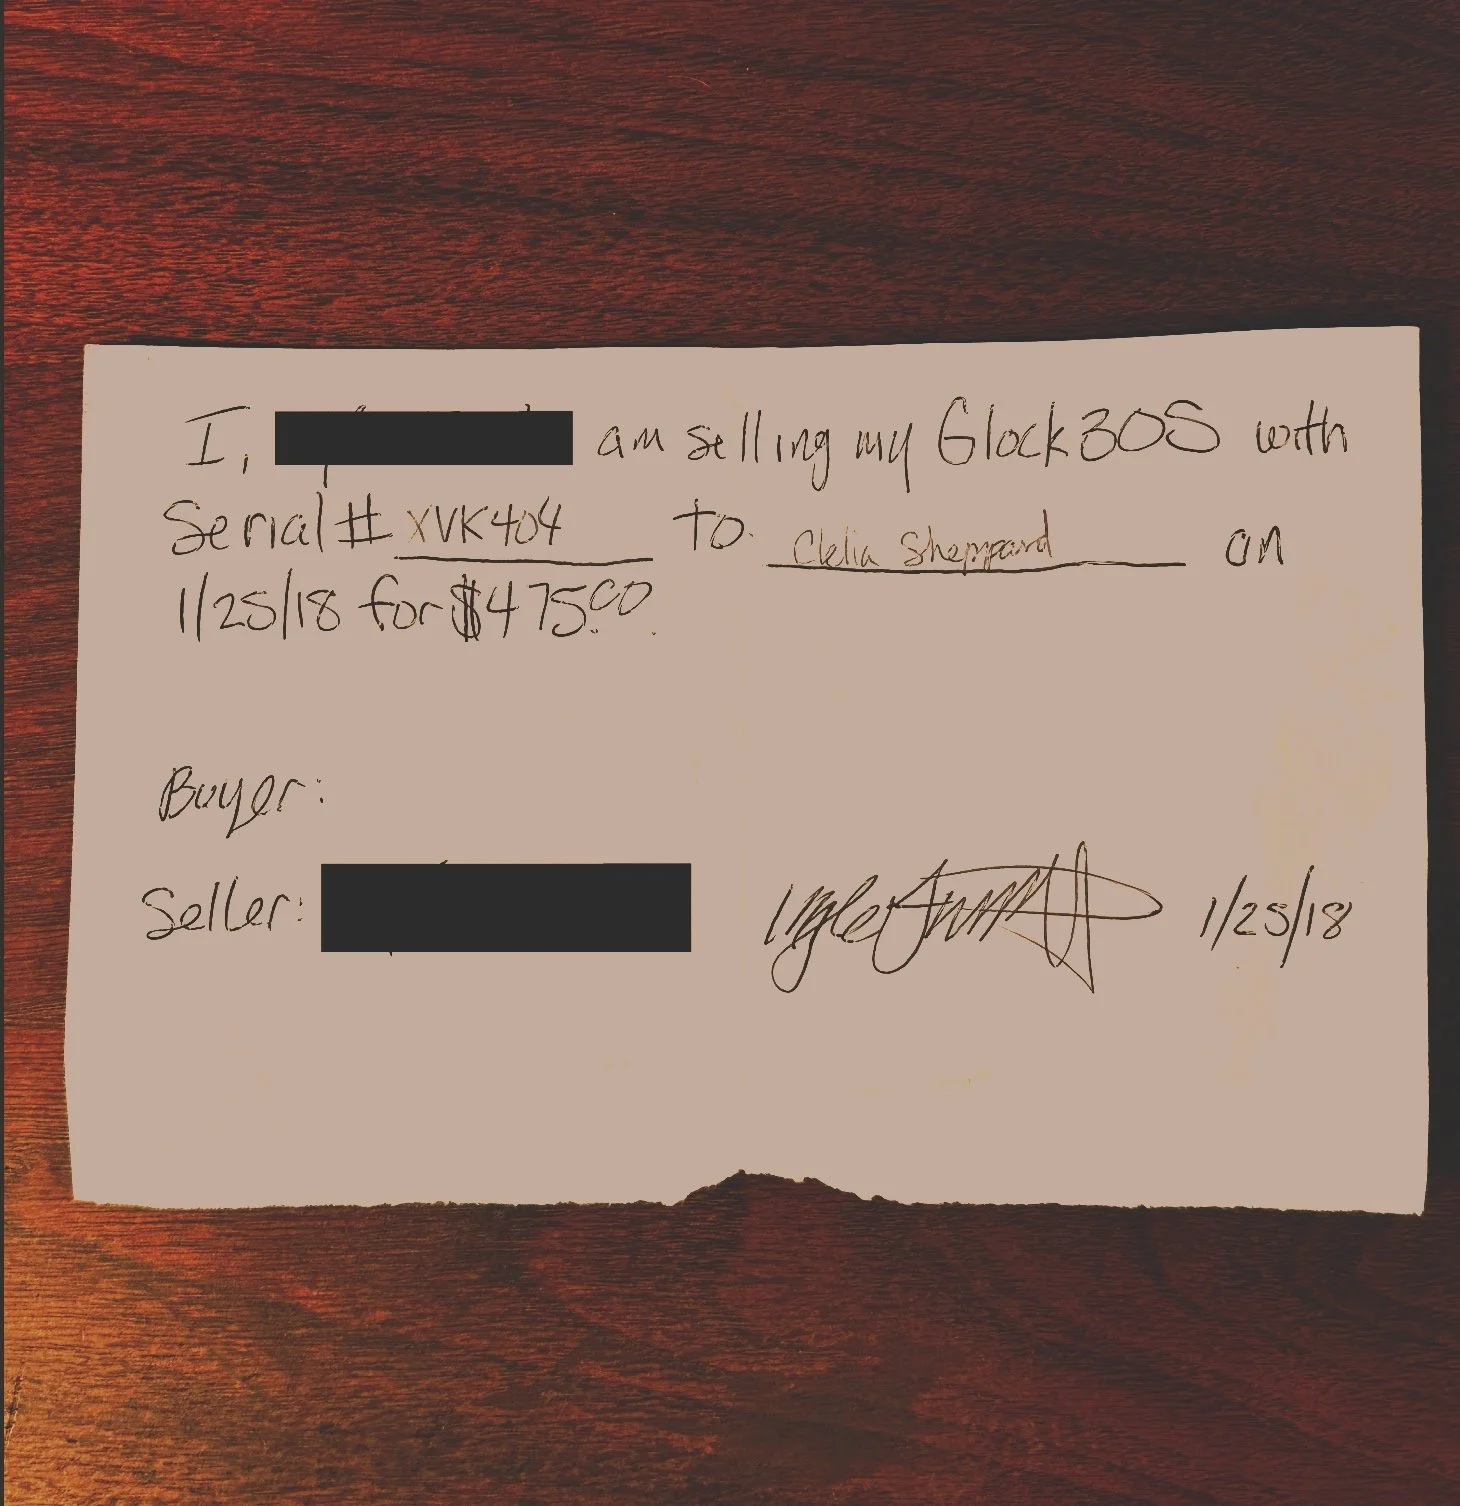 I, am selling my Glock 30S with
Serial # XVK404 to Clelia Sheppard on
1/25/18 for $475.00.
Buyer:
Seller: 1/25/18